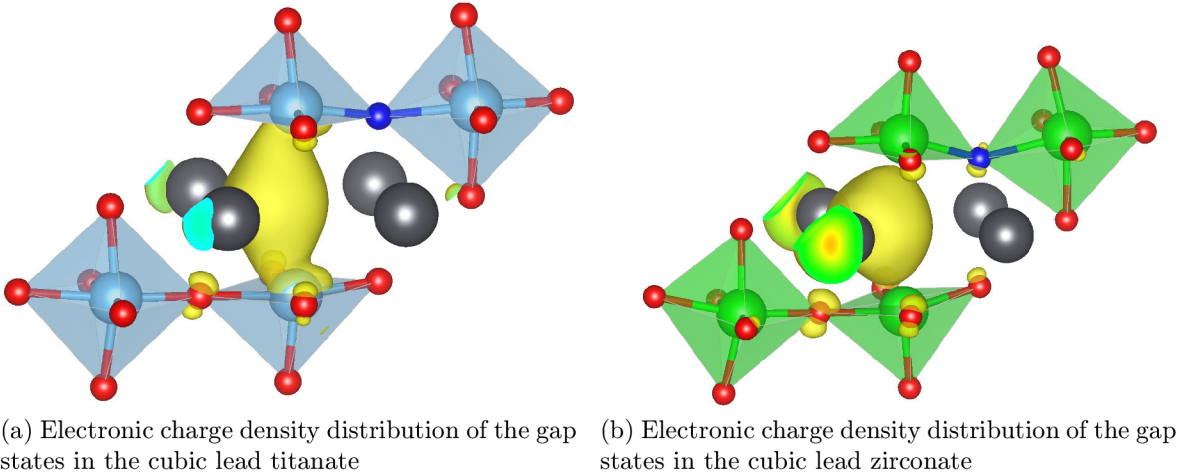 (a) Electronic charge density distribution of the gap
states in the cubic lead titanate
(b) Electronic charge density distribution of the gap
states in the cubic lead zirconate